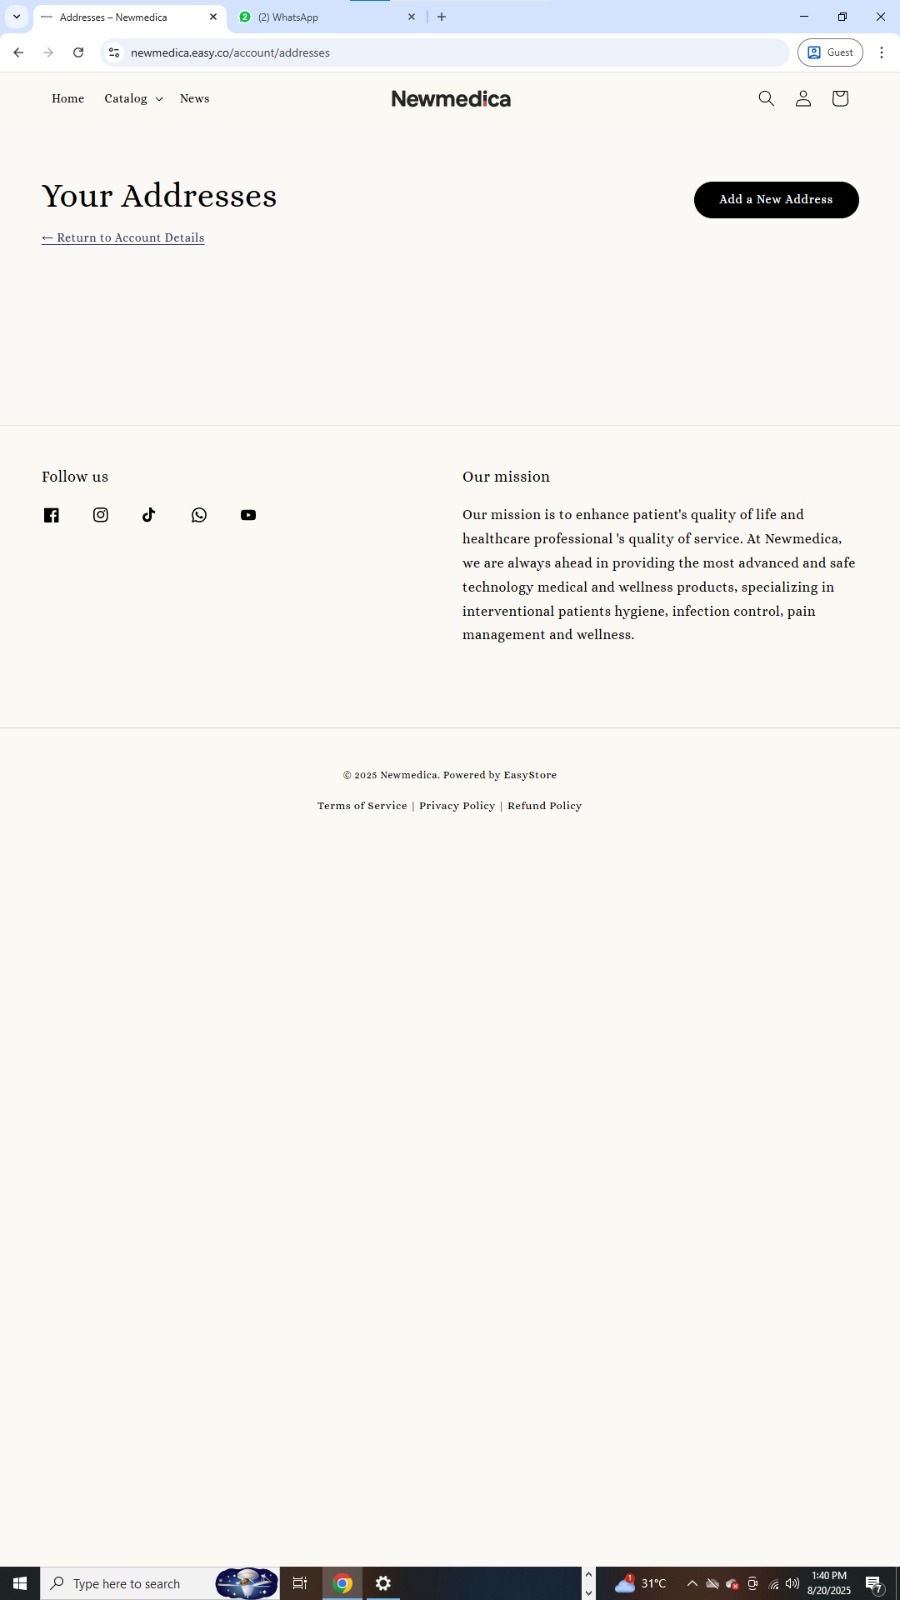 Addresses – Newmedica
2
(2) WhatsApp
newmedica.easy.co/account/addresses
Guest
Home
Catalog
News
Newmedica
Your Addresses
Add a New Address
← Return to Account Details
Follow us
Our mission
Our mission is to enhance patient's quality of life and
healthcare professional 's quality of service. At Newmedica,
we are always ahead in providing the most advanced and safe
technology medical and wellness products, specializing in
interventional patients hygiene, infection control, pain
management and wellness.
© 2025 Newmedica. Powered by EasyStore
Terms of Service | Privacy Policy | Refund Policy
Type here to search
1
31°C
1:40 PM
8/20/2025
7